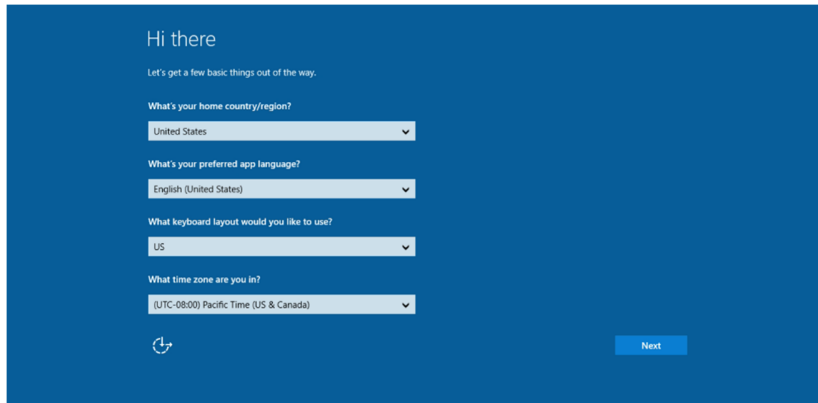 Hi there
Let's get a few basic things out of the way.
What's your home country/region?
United States
What's your preferred app language?
English (United States)
What keyboard layout would you like to use?
US
What time zone are you in?
(UTC-08:00) Pacific Time (US & Canada)
Next